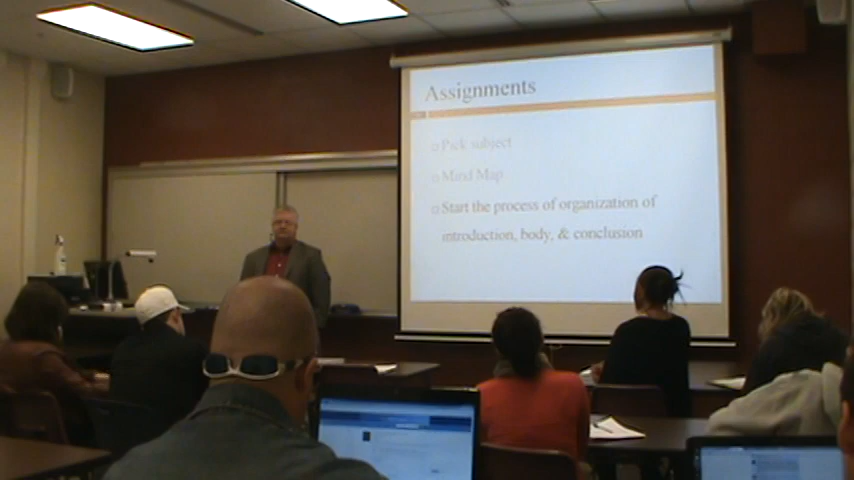 Assignments
Pick subject
Mind Map
Start the process of organization of
introduction, body, & conclusion